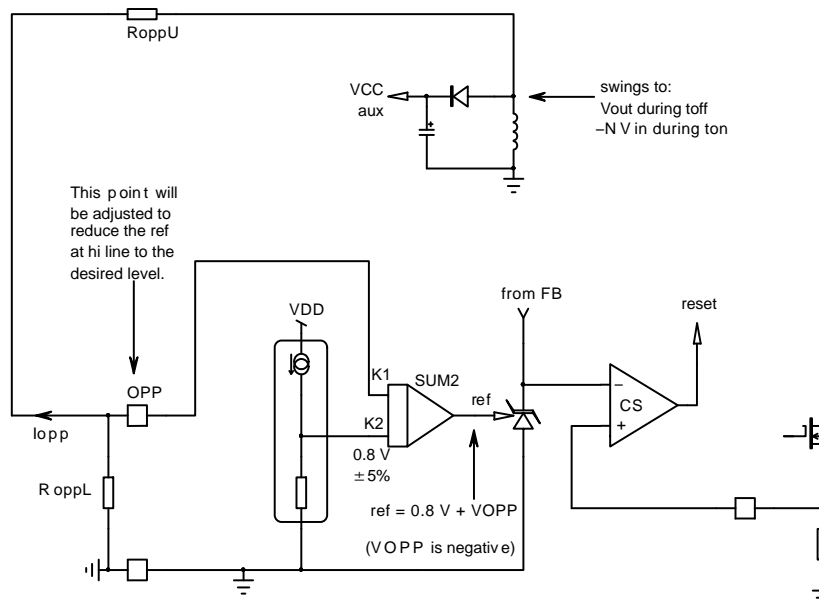 RoppU
VCC
aux
swings to:
Vout during toff
–N V in during ton
This point will
be adjusted to
reduce the ref
at hi line to the
desired level.
from FB
reset
VDD
OPP
K1
SUM2
ref
CS
–
+
Iopp
K2
0.8 V
±5%
RoppL
ref = 0.8 V + VOPP
(VOPP is negative)
+